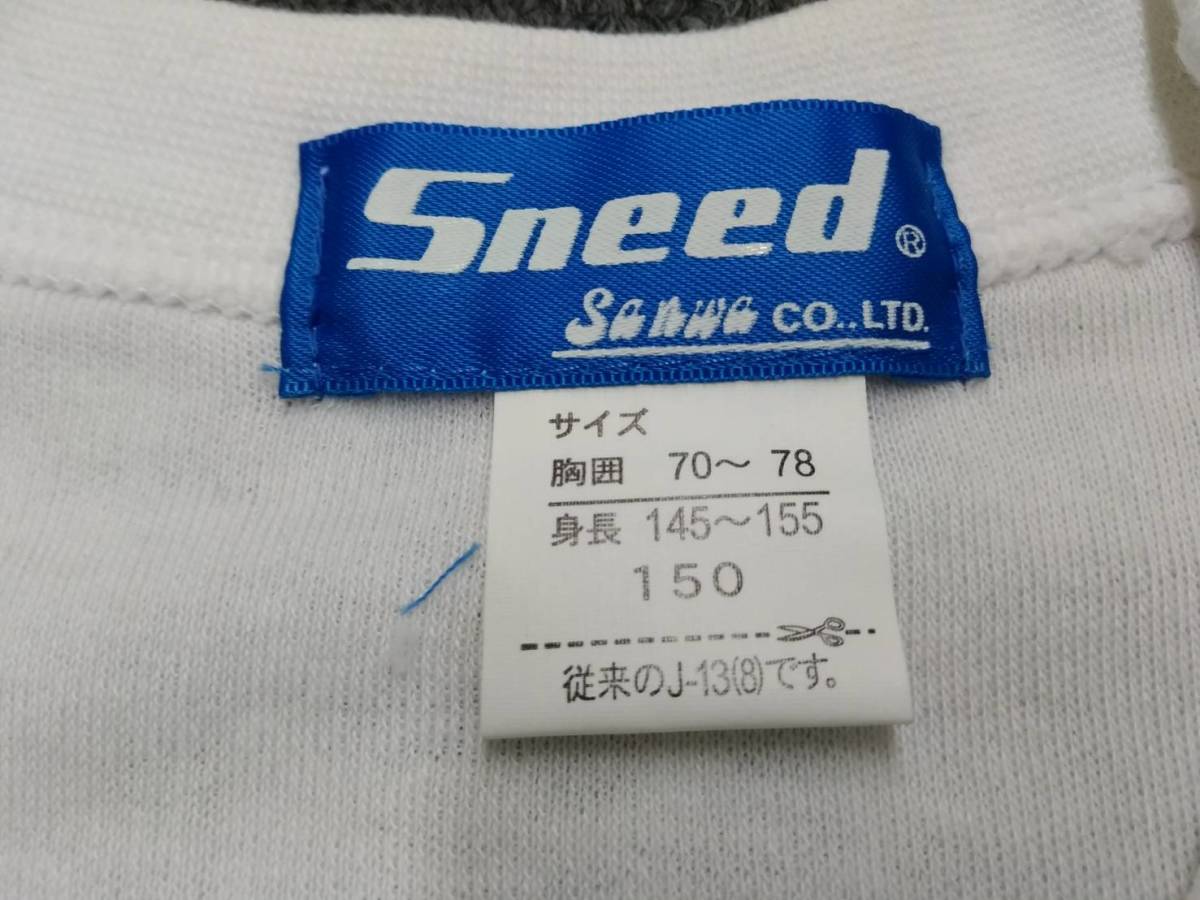 Sneed®
Sanwa CO.,LTD.
サイズ
胸囲 70〜 78
身長 145〜155
150
従来のJ-13(8)です。